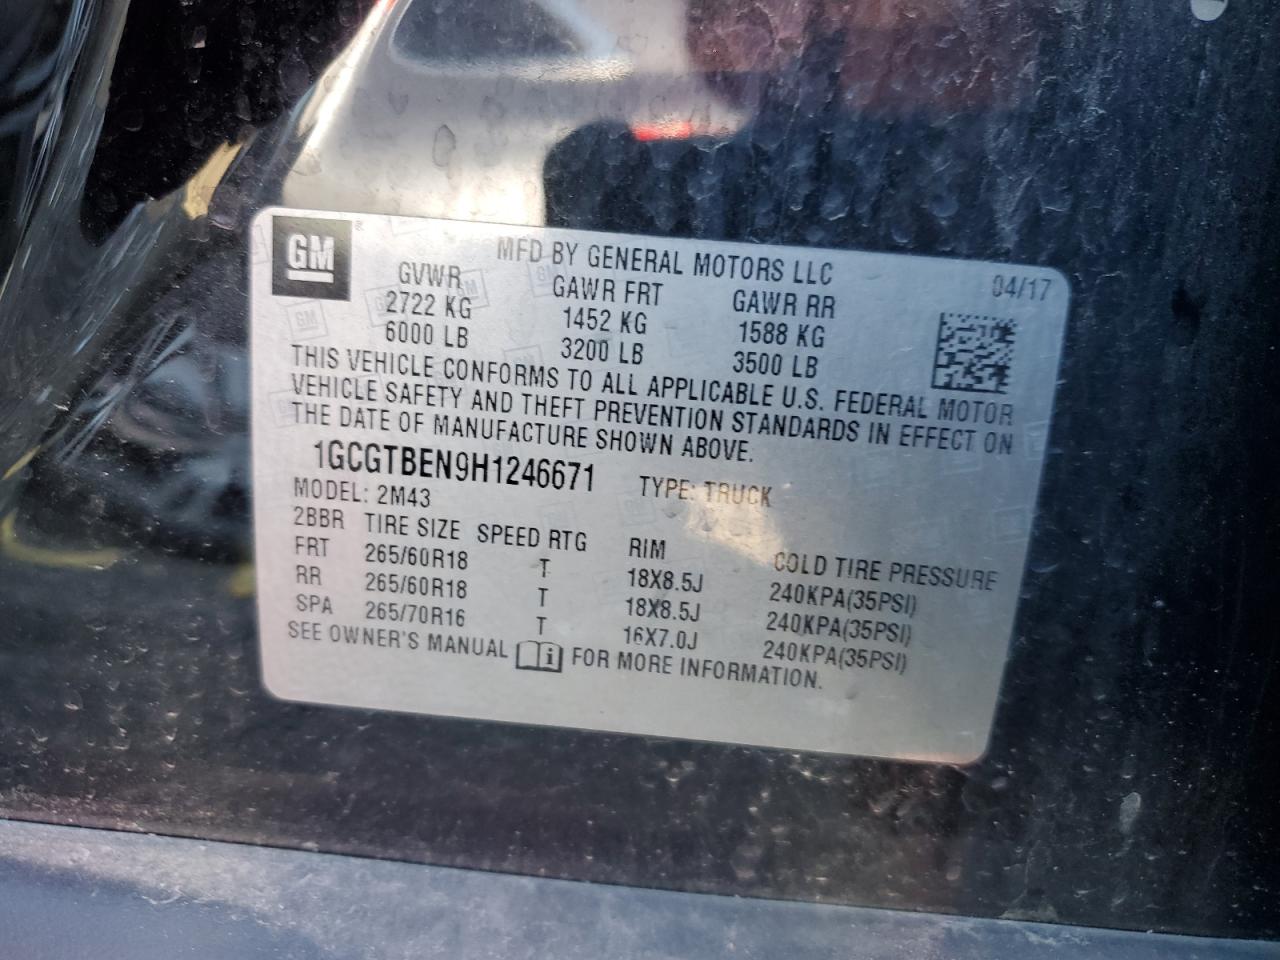 GM
MFD BY GENERAL MOTORS LLC 04/17
GVWR GAWR FRT GAWR RR
2722 KG 1452 KG 1588 KG
6000 LB 3200 LB 3500 LB
THIS VEHICLE CONFORMS TO ALL APPLICABLE U.S. FEDERAL MOTOR
VEHICLE SAFETY AND THEFT PREVENTION STANDARDS IN EFFECT ON
THE DATE OF MANUFACTURE SHOWN ABOVE.
1GCGTBEN9H1246671 TYPE: TRUCK
MODEL: 2M43
2BBR TIRE SIZE SPEED RTG RIM COLD TIRE PRESSURE
FRT 265/60R18 T 18X8.5J 240KPA(35PSI)
RR 265/60R18 T 18X8.5J 240KPA(35PSI)
SPA 265/70R16 T 16X7.0J 240KPA(35PSI)
SEE OWNER'S MANUAL i FOR MORE INFORMATION.